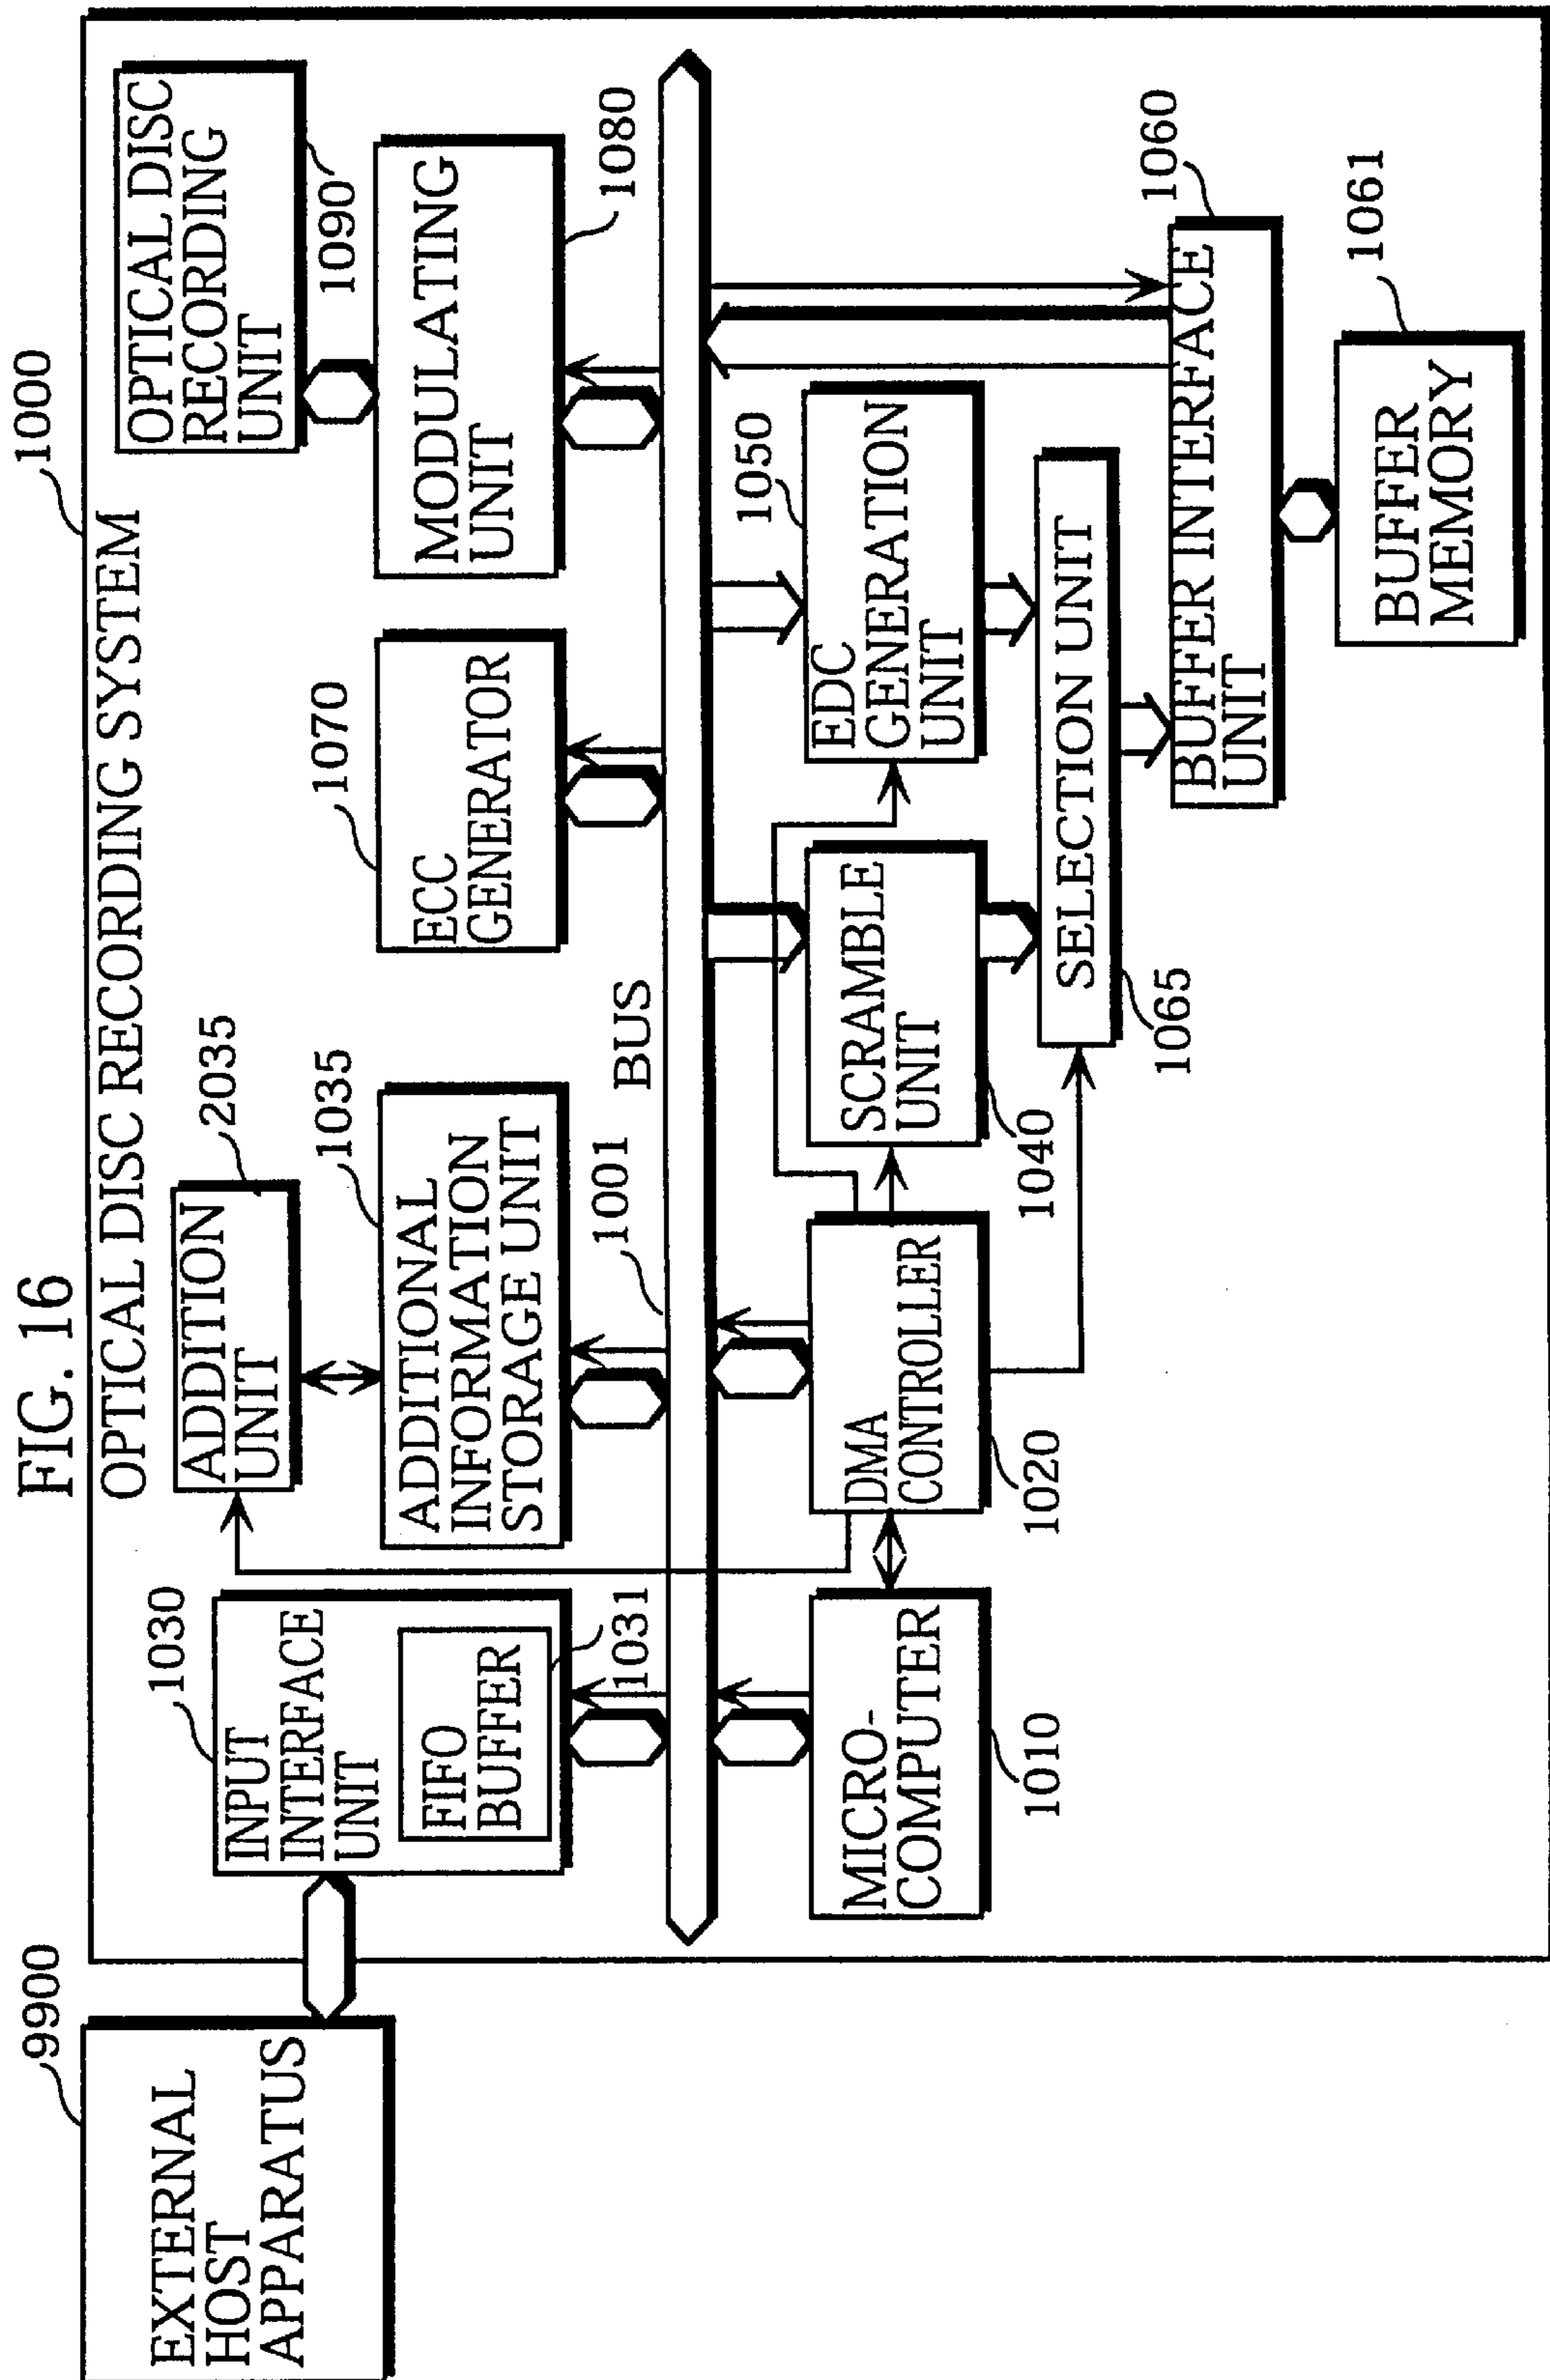 FIG. 16
9900
1000
EXTERNAL
HOST
APPARATUS
OPTICAL DISC RECORDING SYSTEM
1030
INPUT
INTERFACE
UNIT
FIFO
BUFFER
1031
ADDITION
UNIT
2035
ADDITIONAL
INFORMATION
STORAGE UNIT
1035
ECC
GENERATOR
1070
OPTICAL DISC
RECORDING
UNIT
1090
MODULATING
UNIT
1080
1001
BUS
MICRO-
COMPUTER
1010
DMA
CONTROLLER
1020
SCRAMBLE
UNIT
1040
EDC
GENERATION
UNIT
1050
SELECTION UNIT
1065
BUFFER INTERFACE
UNIT
1060
BUFFER
MEMORY
1061